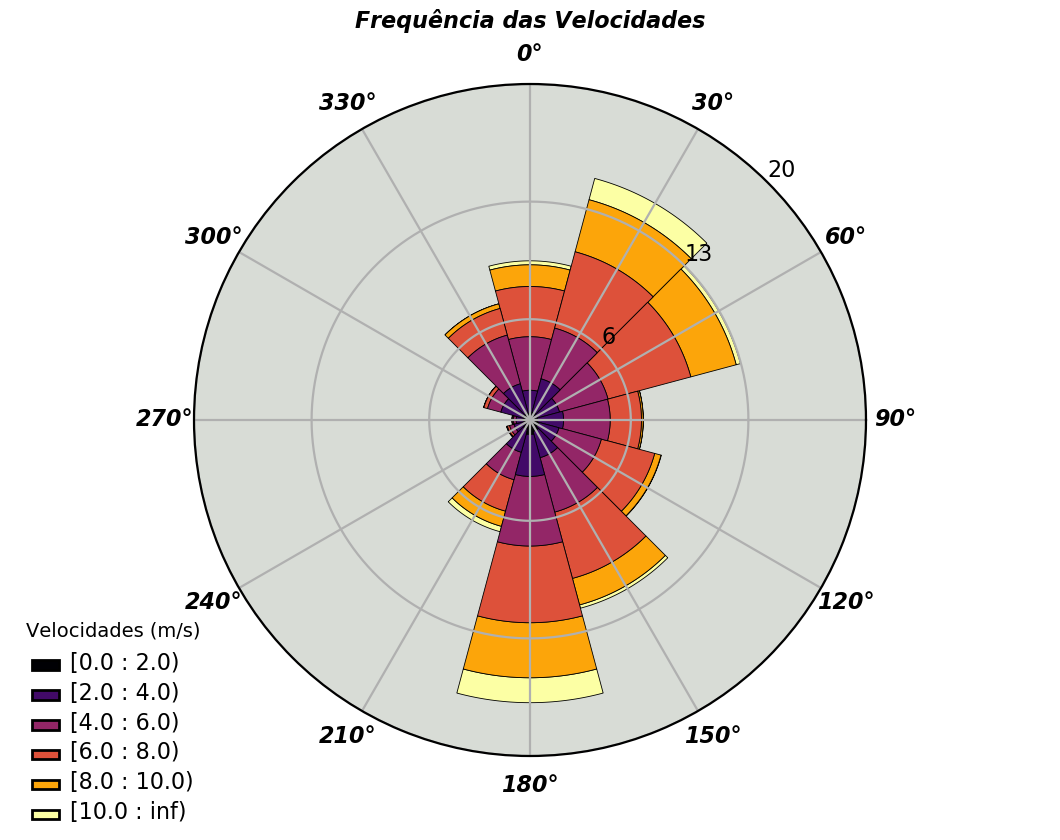 Frequência das Velocidades
0°
330°
30°
20
300°
60°
13
6
270°
90°
240°
120°
210°
150°
180°
Velocidades (m/s)
[0.0 : 2.0)
[2.0 : 4.0)
[4.0 : 6.0)
[6.0 : 8.0)
[8.0 : 10.0)
[10.0 : inf)